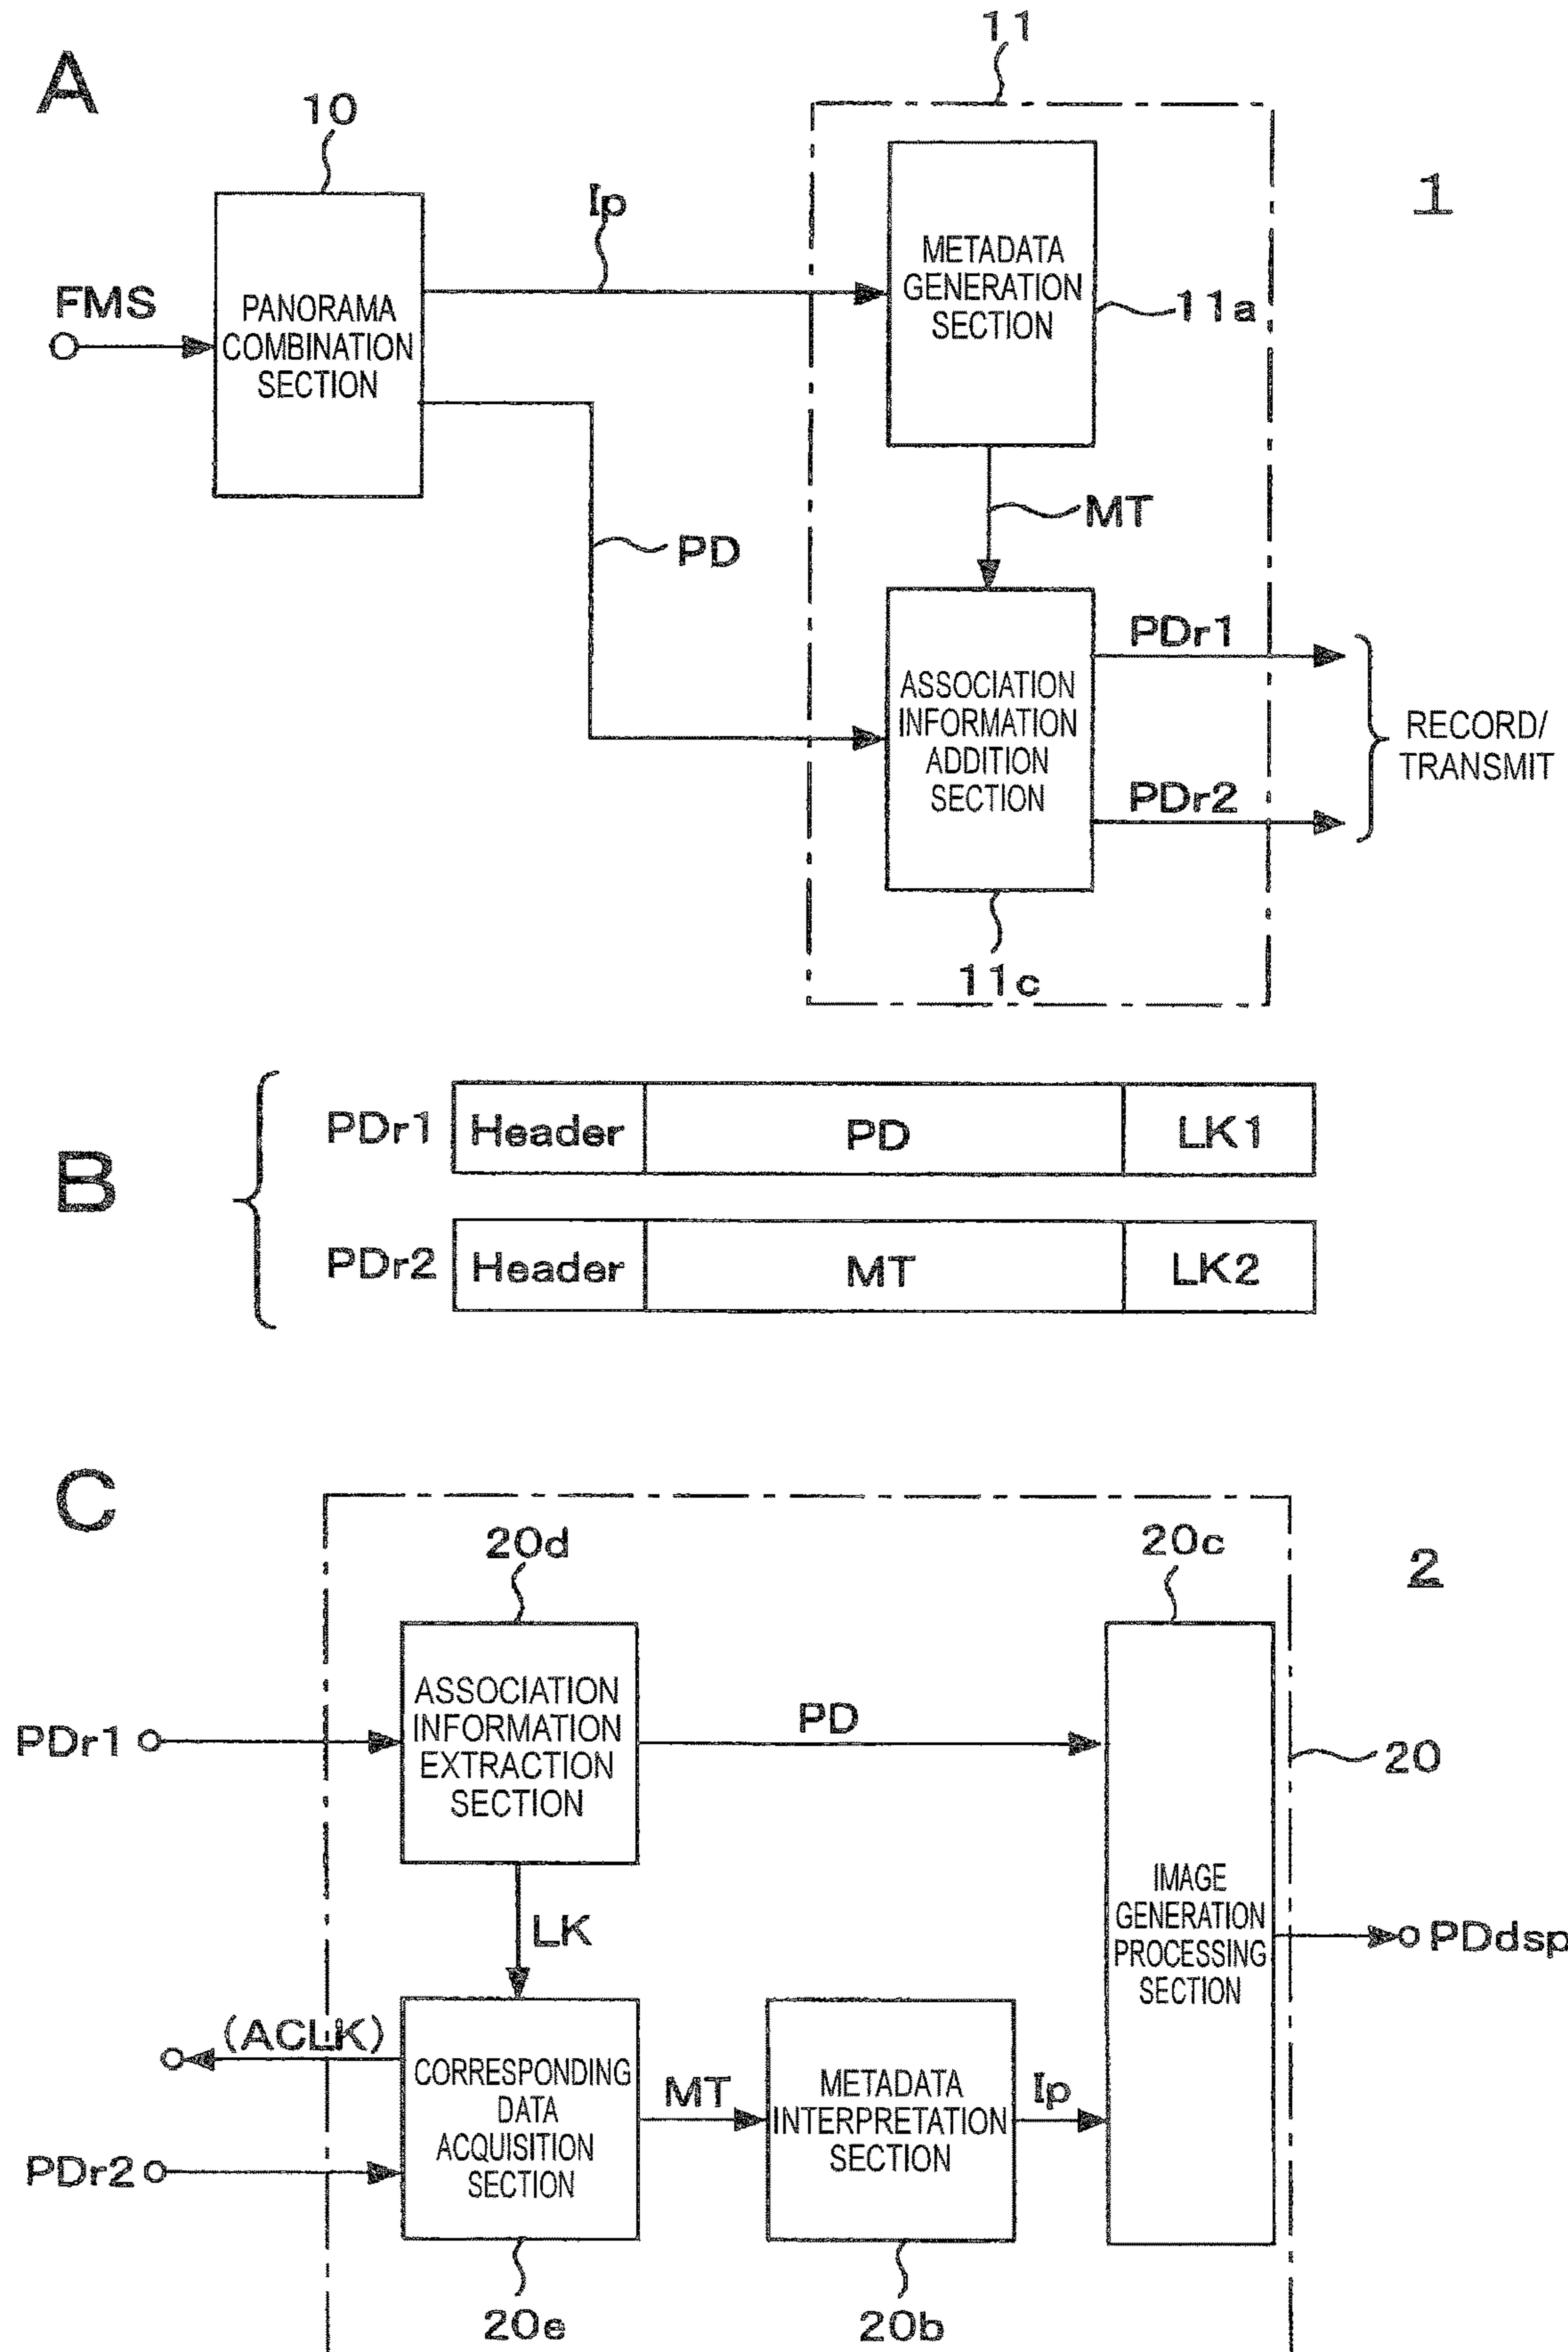 A
11
10
1
Ip
METADATA
GENERATION
SECTION
11a
FMS
PANORAMA
COMBINATION
SECTION
MT
PD
PDr1
ASSOCIATION
INFORMATION
ADDITION
SECTION
RECORD/
TRANSMIT
PDr2
11c
B
PDr1 Header PD LK1
PDr2 Header MT LK2
C
20d
20c
2
ASSOCIATION
INFORMATION
EXTRACTION
SECTION
PD
PDr1
20
LK
IMAGE
GENERATION
PROCESSING
SECTION
PDdsp
(ACLK)
CORRESPONDING
DATA
ACQUISITION
SECTION
MT
METADATA
INTERPRETATION
SECTION
Ip
PDr2
20e
20b